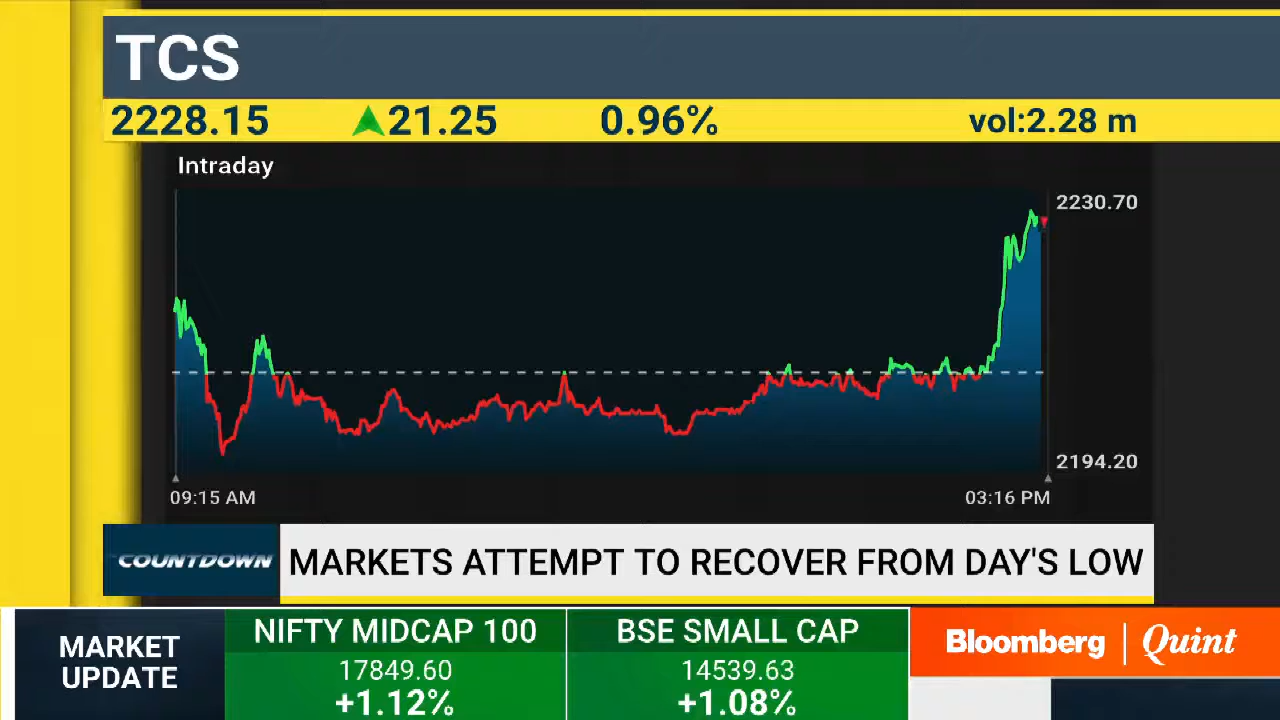 TCS
2228.15 ▲21.25 0.96% vol:2.28 m
Intraday
2230.70
2194.20
09:15 AM 03:16 PM
COUNTDOWN MARKETS ATTEMPT TO RECOVER FROM DAY'S LOW
MARKET
UPDATE
NIFTY MIDCAP 100
17849.60
+1.12%
BSE SMALL CAP
14539.63
+1.08%
Bloomberg | Quint